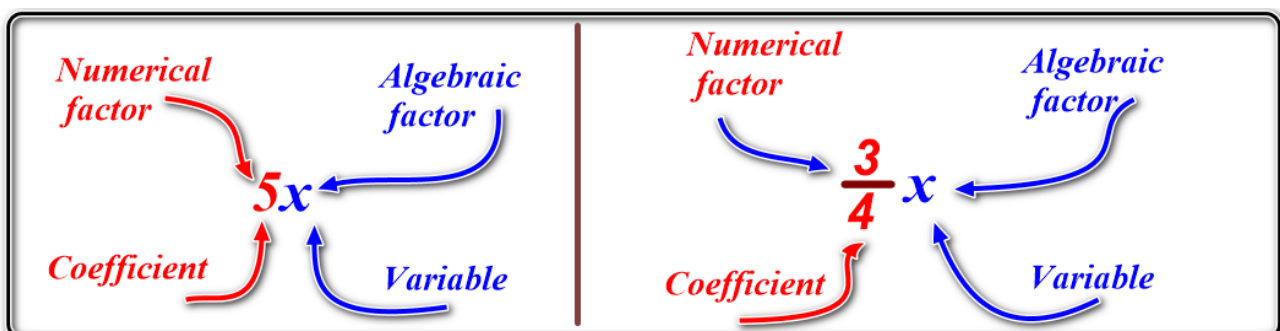 Numerical
factor
Algebraic
factor
5x
Coefficient
Variable
Numerical
factor
Algebraic
factor
3
4
x
Coefficient
Variable